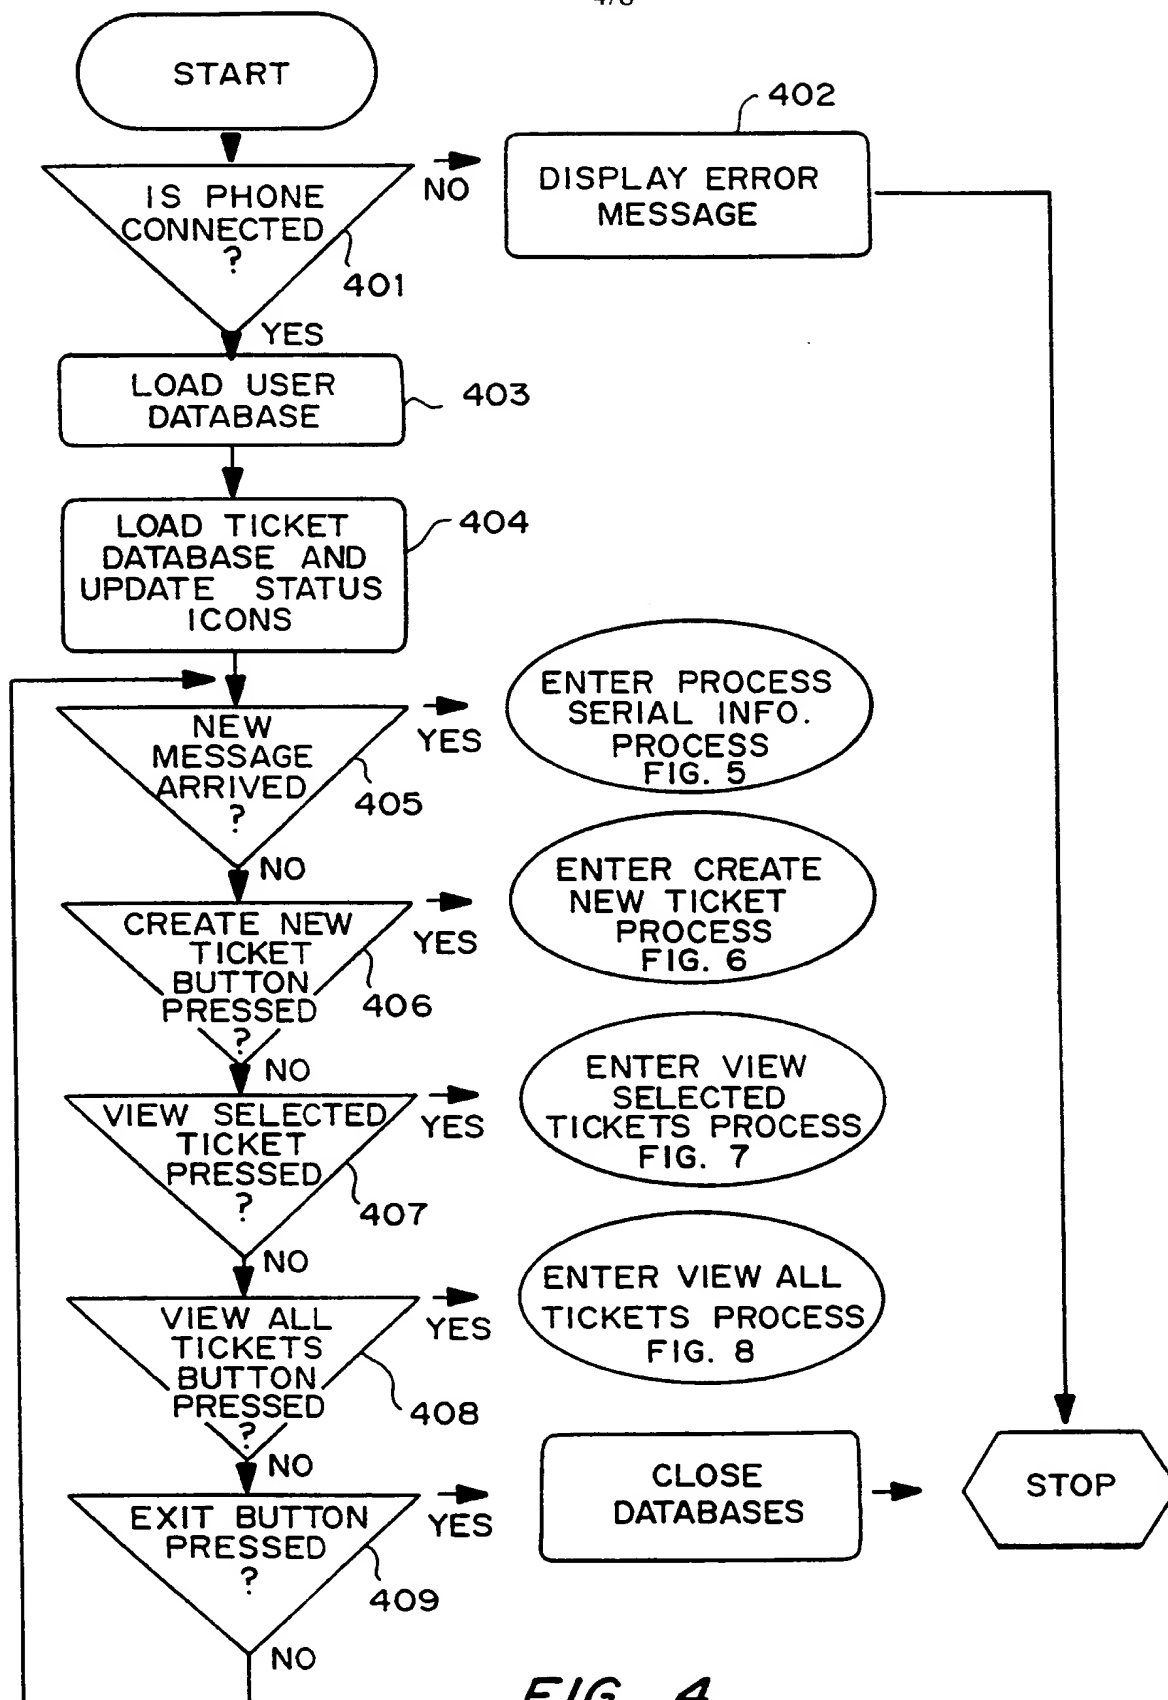 START
402
IS PHONE
CONNECTED
?
401
NO
DISPLAY ERROR
MESSAGE
YES
LOAD USER
DATABASE
403
LOAD TICKET
DATABASE AND
UPDATE STATUS
ICONS
404
NEW
MESSAGE
ARRIVED
?
405
YES
ENTER PROCESS
SERIAL INFO.
PROCESS
FIG. 5
NO
CREATE NEW
TICKET
BUTTON
PRESSED
?
406
YES
ENTER CREATE
NEW TICKET
PROCESS
FIG. 6
NO
VIEW SELECTED
TICKET
PRESSED
?
407
YES
ENTER VIEW
SELECTED
TICKETS PROCESS
FIG. 7
NO
VIEW ALL
TICKETS
BUTTON
PRESSED
?
408
YES
ENTER VIEW ALL
TICKETS PROCESS
FIG. 8
NO
EXIT BUTTON
PRESSED
?
409
YES
CLOSE
DATABASES
STOP
NO
FIG. 4